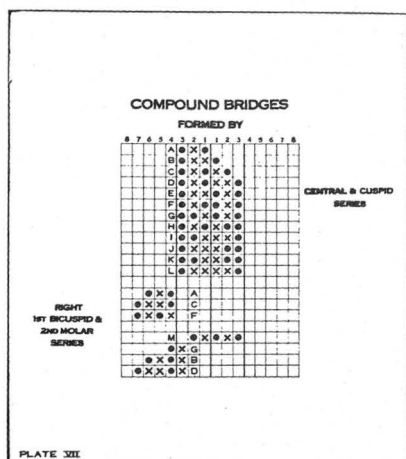 COMPOUND BRIDGES
FORMED BY
8 7 6 5 4 3 2 1 1 2 3 4 5 6 7 8
A
B
C
D
E
F
G
H
I
J
K
L
CENTRAL & CUSPID
SERIES
A
C
F
M
G
B
D
RIGHT
1ST BICUSPID &
2ND MOLAR
SERIES
PLATE VII